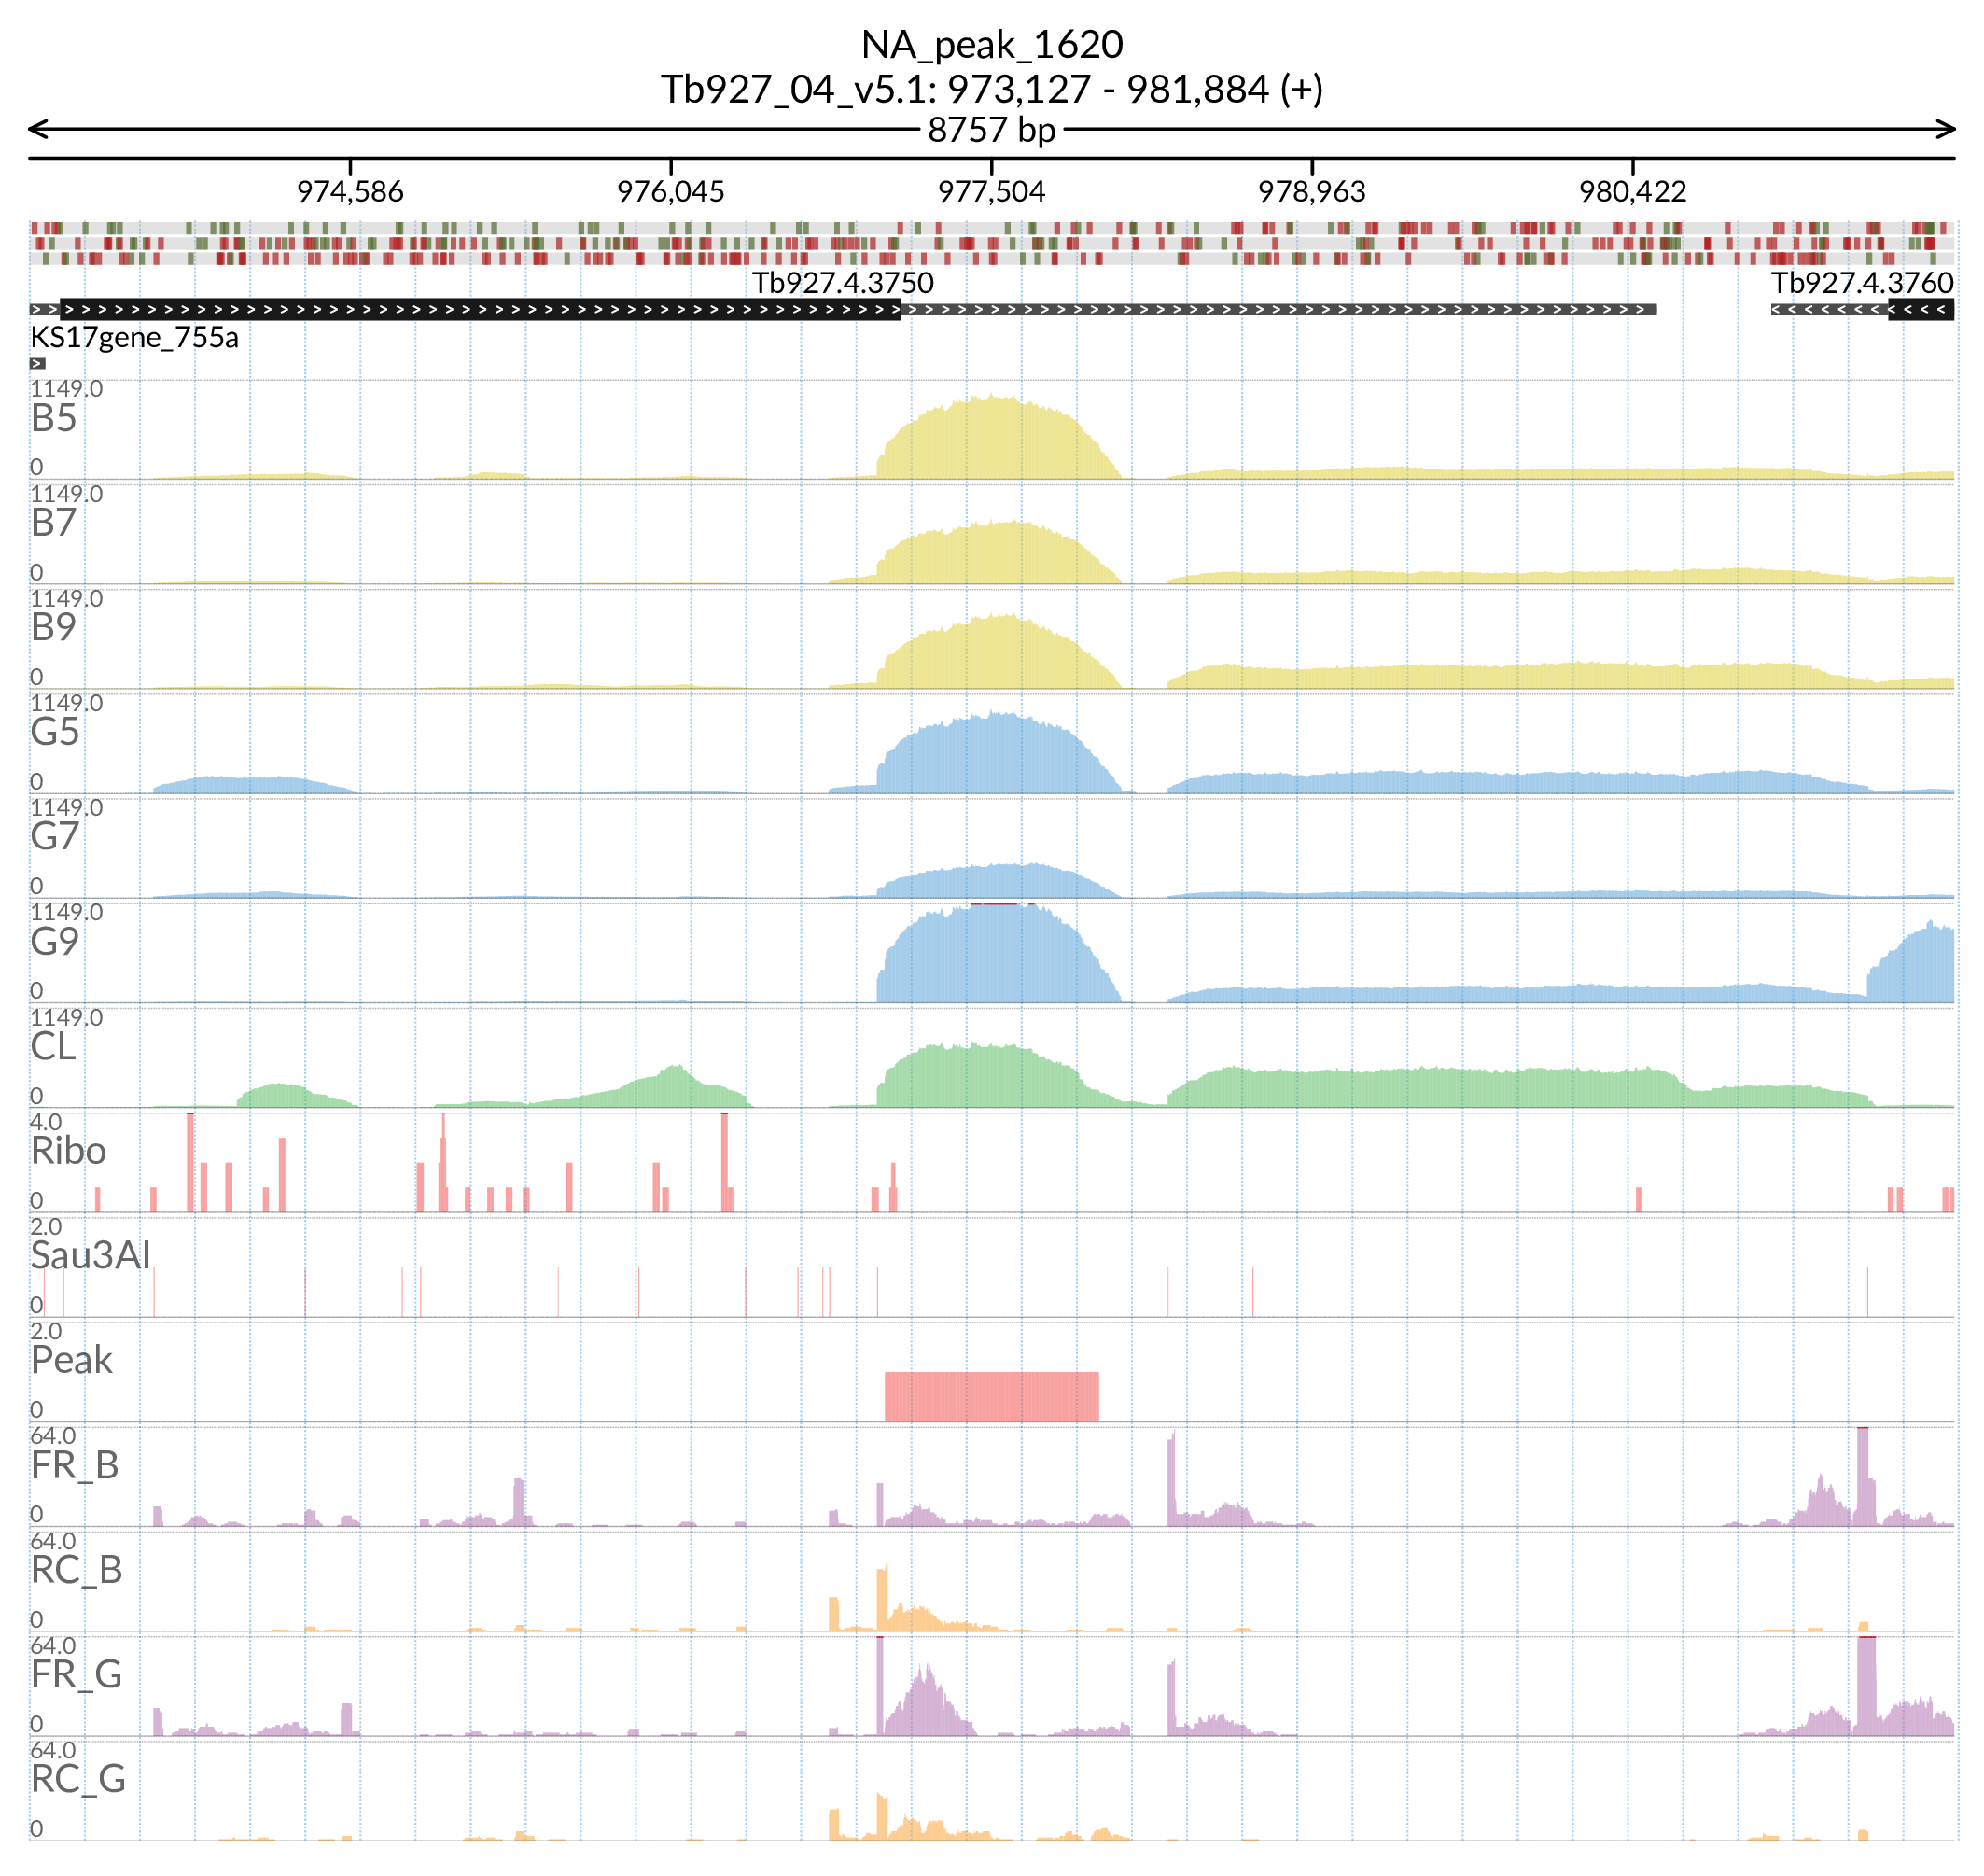 NA_peak_1620
Tb927_04_v5.1: 973,127 - 981,884 (+)
8757 bp
974,586 976,045 977,504 978,963 980,422
Tb927.4.3750 Tb927.4.3760
KS17gene_755a
1149.0
B5
0
1149.0
B7
0
1149.0
B9
0
1149.0
G5
0
1149.0
G7
0
1149.0
G9
0
1149.0
CL
0
4.0
Ribo
0
2.0
Sau3AI
0
2.0
Peak
0
64.0
FR_B
0
64.0
RC_B
0
64.0
FR_G
0
64.0
RC_G
0